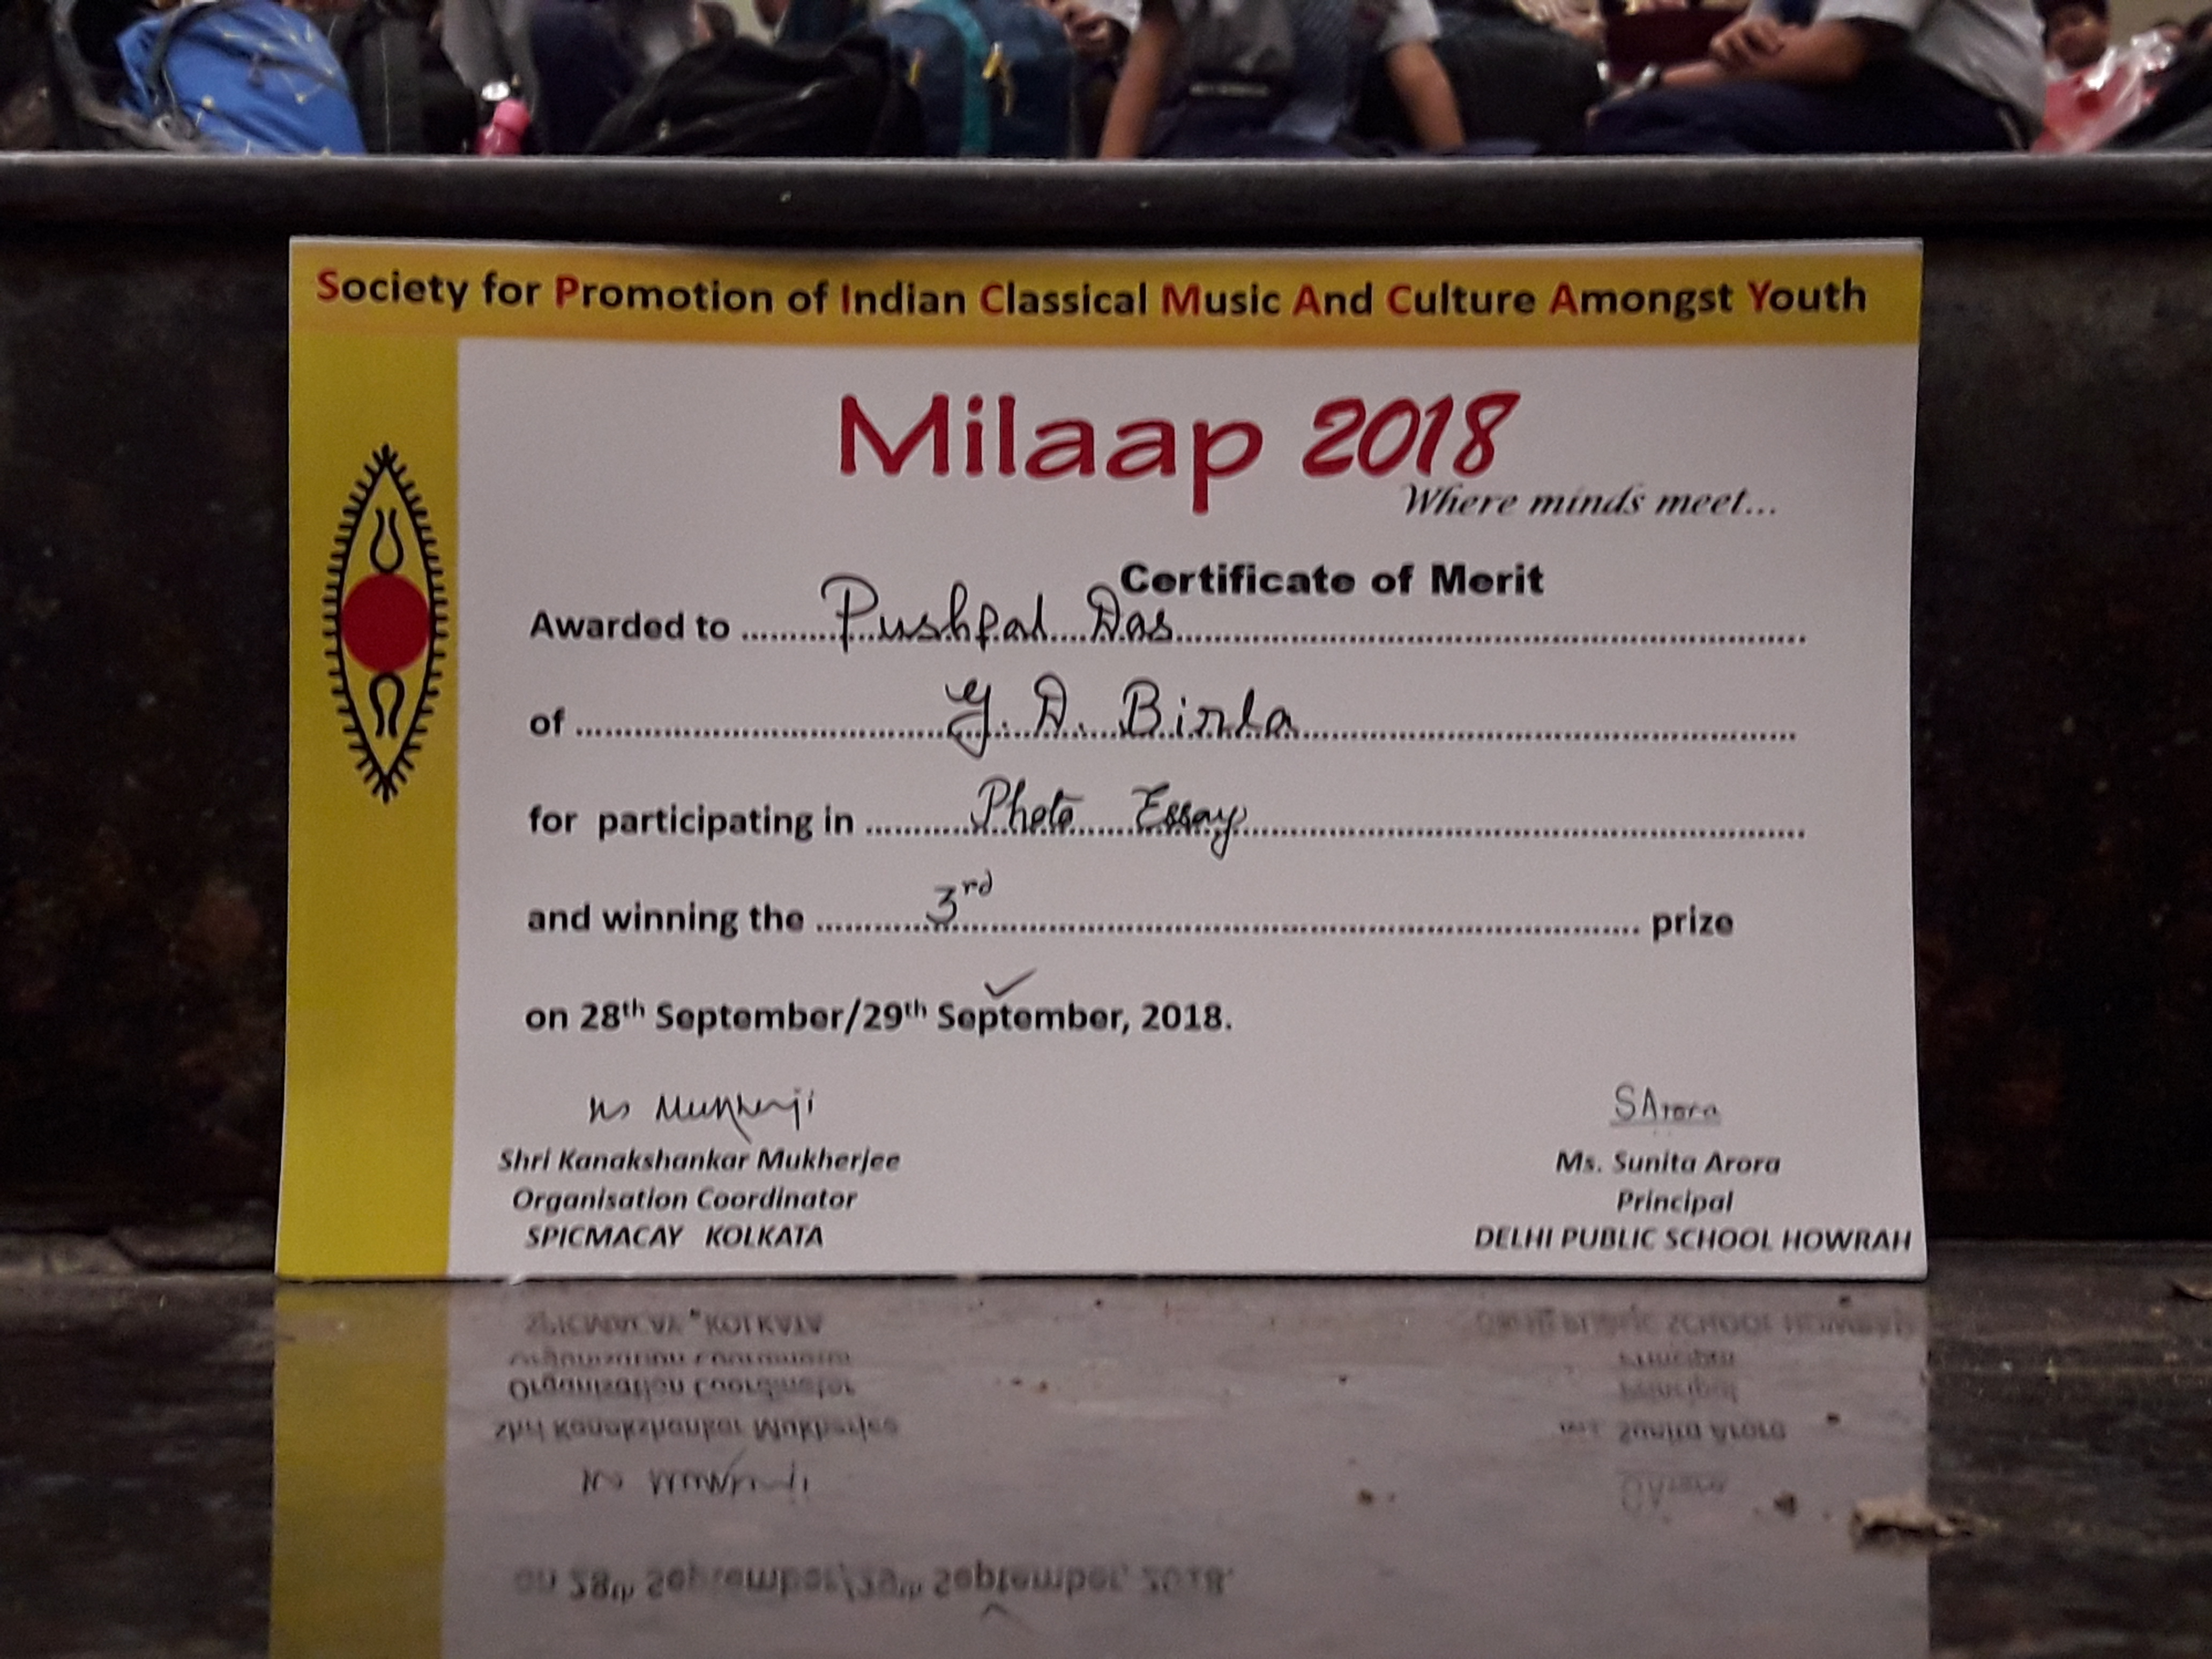 Society for Promotion of Indian Classical Music And Culture Amongst Youth
Milaap 2018
Where minds meet...
Certificate of Merit
Awarded to Pushpal Das
of G. D. Birla
for participating in Photo Essay
and winning the 3rd prize
on 28th September/29th September, 2018.
Mukherji
SArora
Shri Kanakshankar Mukherjee
Ms. Sunita Arora
Organisation Coordinator
Principal
SPICMACAY KOLKATA
DELHI PUBLIC SCHOOL HOWRAH